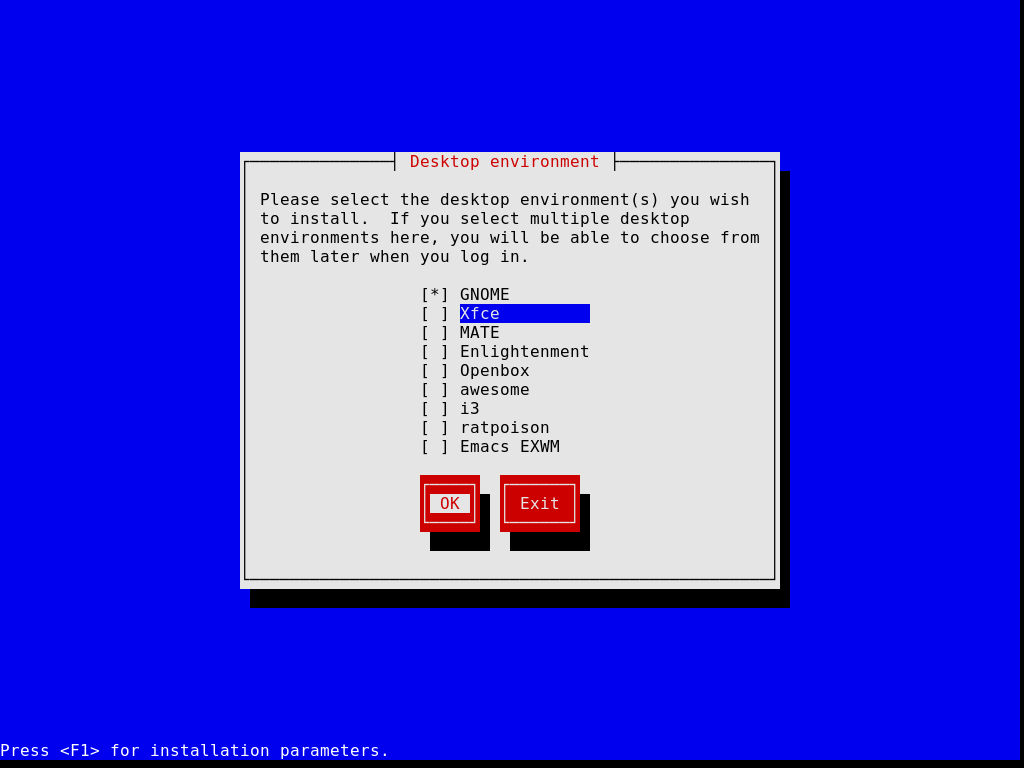 Desktop environment
Please select the desktop environment(s) you wish
to install.  If you select multiple desktop
environments here, you will be able to choose from
them later when you log in.
[*] GNOME
[ ] Xfce
[ ] MATE
[ ] Enlightenment
[ ] Openbox
[ ] awesome
[ ] i3
[ ] ratpoison
[ ] Emacs EXWM
OK Exit
Press <F1> for installation parameters.